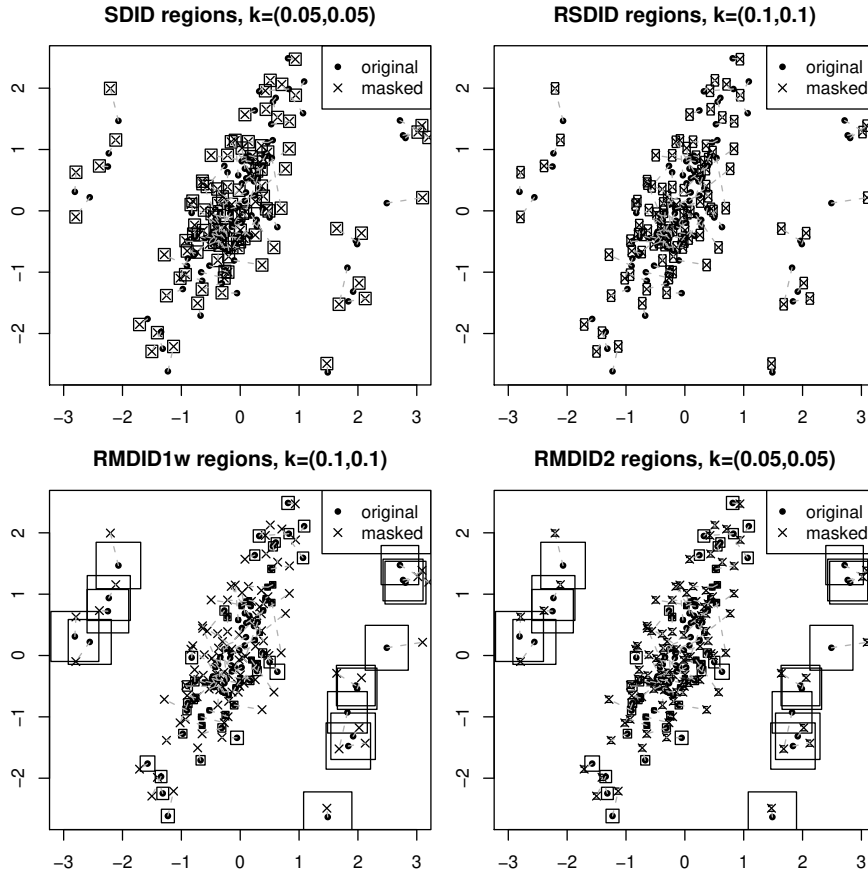 SDID regions, k=(0.05,0.05)
original
masked
2
1
0
−1
−2
−3 −2 −1 0 1 2 3
RSDID regions, k=(0.1,0.1)
original
masked
2
1
0
−1
−2
−3 −2 −1 0 1 2 3
RMDID1w regions, k=(0.1,0.1)
original
masked
2
1
0
−1
−2
−3 −2 −1 0 1 2 3
RMDID2 regions, k=(0.05,0.05)
original
masked
2
1
0
−1
−2
−3 −2 −1 0 1 2 3